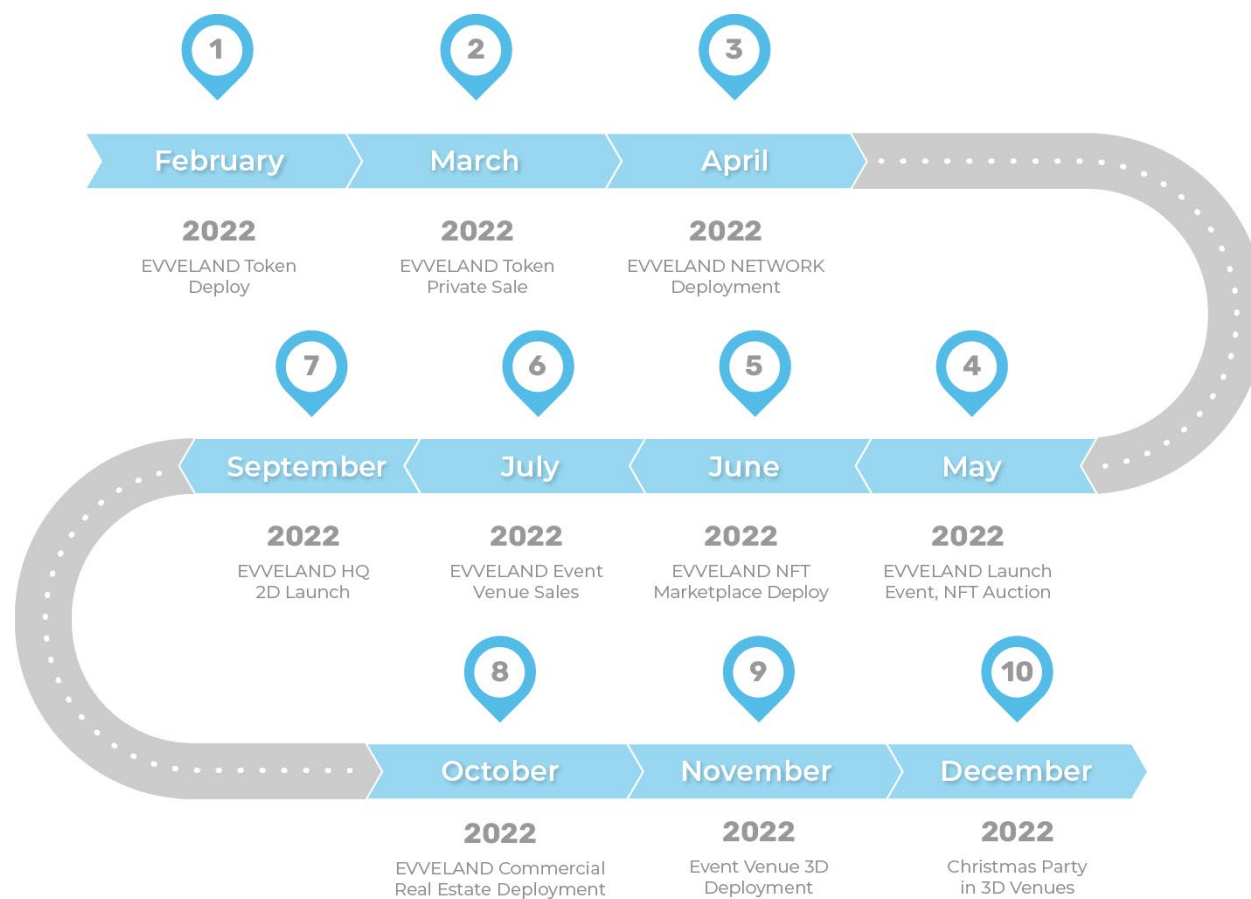 1
2
3
February
March
April
2022
EVVELAND Token
Deploy
2022
EVVELAND Token
Private Sale
2022
EVVELAND NETWORK
Deployment
7
6
5
4
September
July
June
May
2022
EVVELAND HQ
2D Launch
2022
EVVELAND Event
Venue Sales
2022
EVVELAND NFT
Marketplace Deploy
2022
EVVELAND Launch
Event, NFT Auction
8
9
10
October
November
December
2022
EVVELAND Commercial
Real Estate Deployment
2022
Event Venue 3D
Deployment
2022
Christmas Party
in 3D Venues